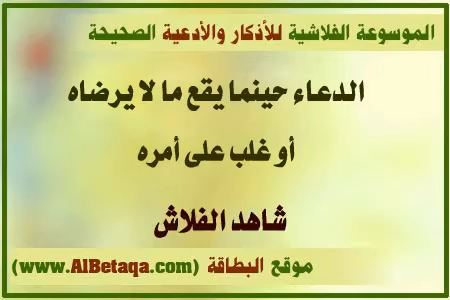 الموسوعة الفلاشية للأذكار والأدعية الصحيحة
الدعاء حينما يقع ما لا يرضاه
أو غلب على أمره
شاهد الفلاش
موقع البطاقة (www.AlBetaqa.com)